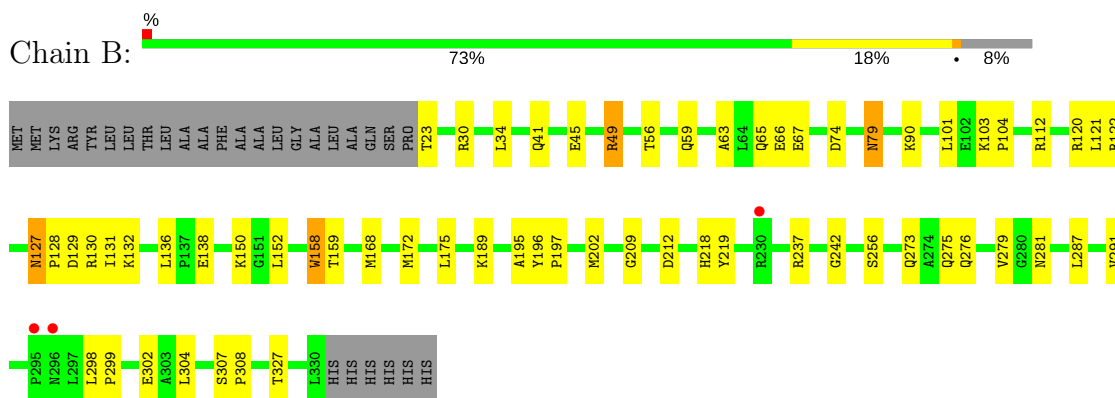 %
Chain B:
73% 18% • 8%
MET MET LYS ARG TYR LEU LEU THR LEU ALA ALA PHE ALA ALA LEU GLY ALA LEU ALA GLN SER PRO T23 R30 L34 Q41 E45 R49 T56 Q59 A63 L64 Q65 E66 E67 D74 N79 K90 L101 E102 K103 P104 R112 R120 L121
N127 P128 D129 R130 I131 K132 L136 P137 E138 K150 G151 L152 W158 T159 M168 M172 L175 K189 A195 Y196 P197 M202 G209 D212 H218 Y219 R230 R237 G242 S256 Q273 A274 Q275 Q276 V279 G280 N281 L287
P295 N296 L297 L298 P299 E302 A303 L304 S307 P308 T327 L330 HIS HIS HIS HIS HIS HIS